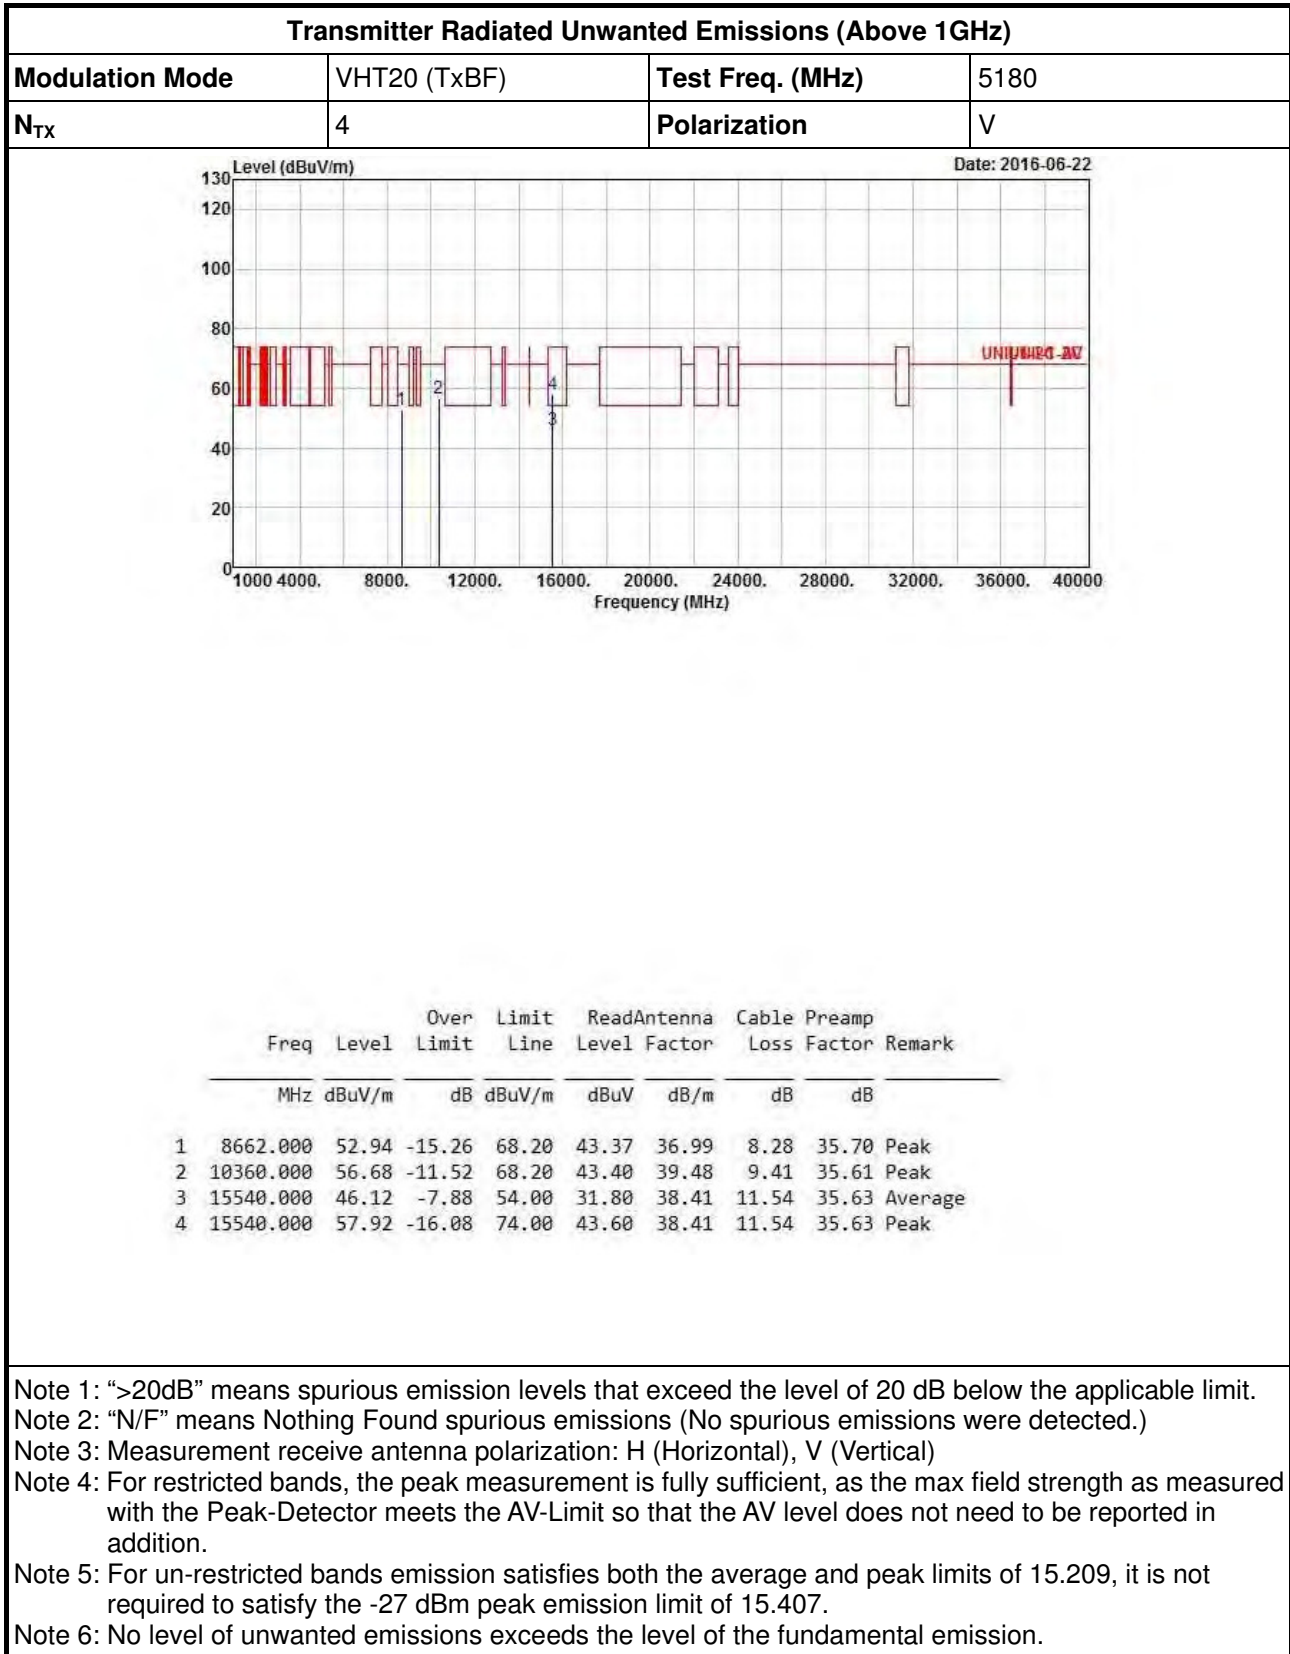 Transmitter Radiated Unwanted Emissions (Above 1GHz)
Modulation Mode VHT20 (TxBF) Test Freq. (MHz) 5180
NTX 4 Polarization V
Level (dBuV/m) Date: 2016-06-22
130
120
100
80
60
40
20
0
1 2 4
3
1000 4000. 8000. 12000. 16000. 20000. 24000. 28000. 32000. 36000. 40000
Frequency (MHz)
Over Limit ReadAntenna Cable Preamp
Freq Level Limit Line Level Factor Loss Factor Remark
MHz dBuV/m dB dBuV/m dBuV dB/m dB dB
1 8662.000 52.94 -15.26 68.20 43.37 36.99 8.28 35.70 Peak
2 10360.000 56.68 -11.52 68.20 43.40 39.48 9.41 35.61 Peak
3 15540.000 46.12 -7.88 54.00 31.80 38.41 11.54 35.63 Average
4 15540.000 57.92 -16.08 74.00 43.60 38.41 11.54 35.63 Peak
Note 1: “>20dB” means spurious emission levels that exceed the level of 20 dB below the applicable limit.
Note 2: “N/F” means Nothing Found spurious emissions (No spurious emissions were detected.)
Note 3: Measurement receive antenna polarization: H (Horizontal), V (Vertical)
Note 4: For restricted bands, the peak measurement is fully sufficient, as the max field strength as measured
with the Peak-Detector meets the AV-Limit so that the AV level does not need to be reported in
addition.
Note 5: For un-restricted bands emission satisfies both the average and peak limits of 15.209, it is not
required to satisfy the -27 dBm peak emission limit of 15.407.
Note 6: No level of unwanted emissions exceeds the level of the fundamental emission.